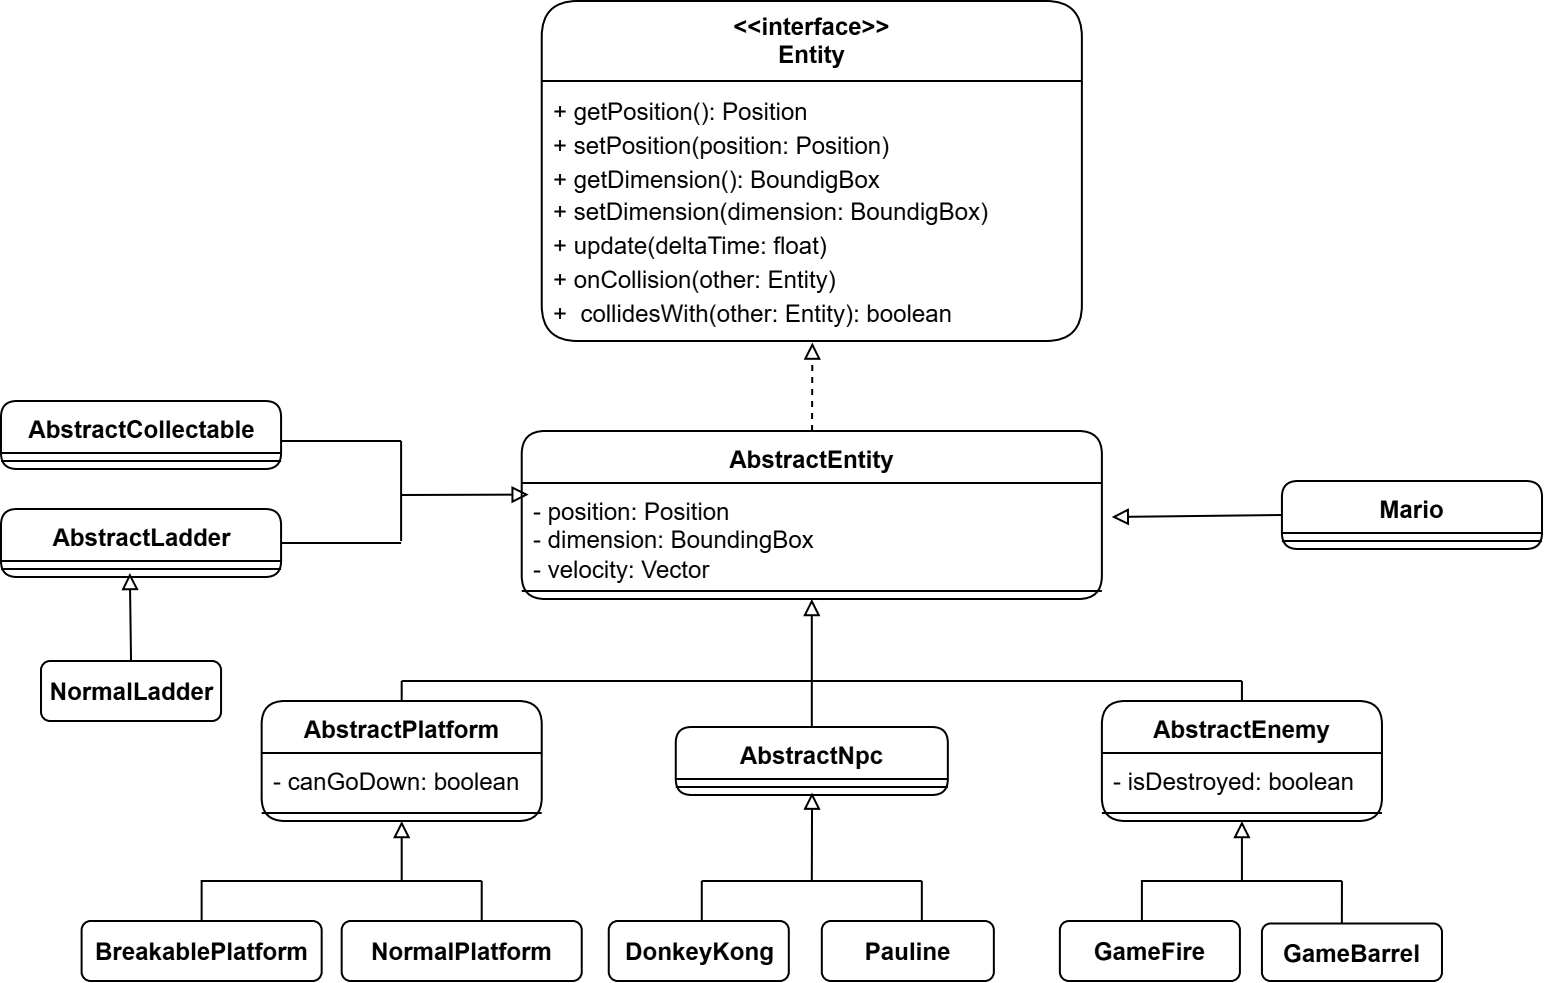 <<interface>>
Entity
+ getPosition(): Position
+ setPosition(position: Position)
+ getDimension(): BoundigBox
+ setDimension(dimension: BoundigBox)
+ update(deltaTime: float)
+ onCollision(other: Entity)
+  collidesWith(other: Entity): boolean
AbstractCollectable
AbstractLadder
NormalLadder
AbstractEntity
- position: Position
- dimension: BoundingBox
- velocity: Vector
Mario
AbstractPlatform
- canGoDown: boolean
AbstractNpc
AbstractEnemy
- isDestroyed: boolean
BreakablePlatform
NormalPlatform
DonkeyKong
Pauline
GameFire
GameBarrel